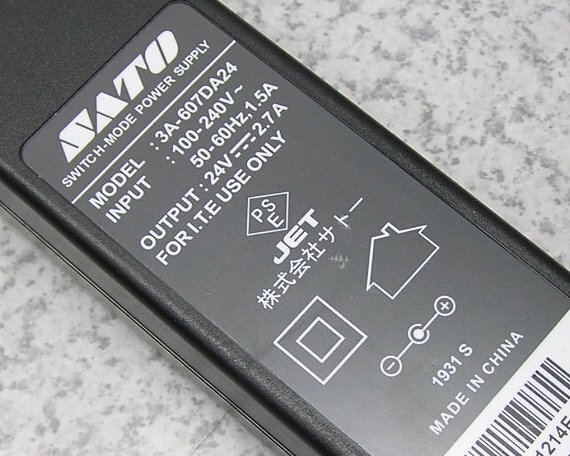 SATO
SWITCH-MODE POWER SUPPLY
MODEL : 3A-607DA24
INPUT : 100-240V~
50-60Hz,1.5A
OUTPUT : 24V⎓2.7A
FOR I.T.E USE ONLY
PSE
JET
株式会社サトー
1931 S
MADE IN CHINA